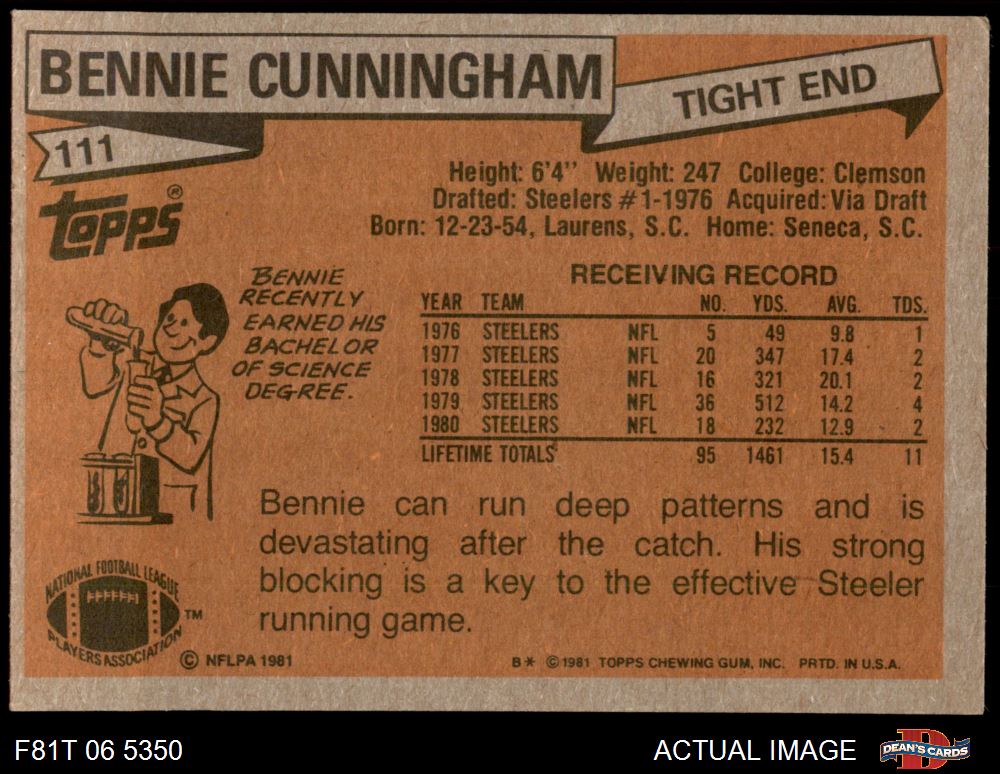 BENNIE CUNNINGHAM
TIGHT END
111
topps®
Height: 6'4'' Weight: 247 College: Clemson
Drafted: Steelers #1-1976 Acquired: Via Draft
Born: 12-23-54, Laurens, S.C. Home: Seneca, S.C.
BENNIE
RECENTLY
EARNED HIS
BACHELOR
OF SCIENCE
DEGREE.
RECEIVING RECORD
YEAR TEAM NO. YDS. AVG. TDS.
1976 STEELERS NFL 5 49 9.8 1
1977 STEELERS NFL 20 347 17.4 2
1978 STEELERS NFL 16 321 20.1 2
1979 STEELERS NFL 36 512 14.2 4
1980 STEELERS NFL 18 232 12.9 2
LIFETIME TOTALS 95 1461 15.4 11
Bennie can run deep patterns and is
devastating after the catch. His strong
blocking is a key to the effective Steeler
running game.
NATIONAL FOOTBALL LEAGUE
PLAYERS ASSOCIATION
TM
© NFLPA 1981
B* © 1981 TOPPS CHEWING GUM, INC. PRTD. IN U.S.A.
F81T 06 5350
ACTUAL IMAGE
DEAN'S CARDS